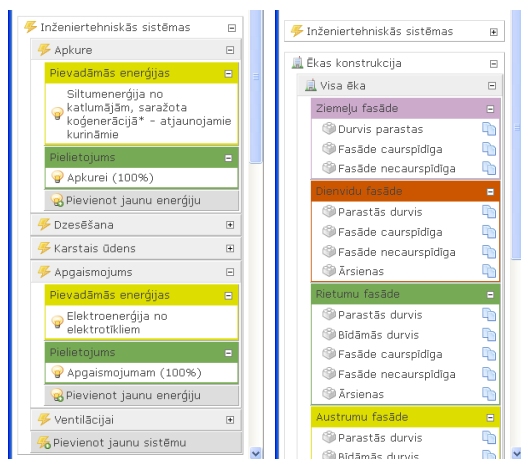 Inženiertehniskās sistēmas
Apkure
Pievadāmās enerģijas
Siltumenerģija no
katlumājām, saražota
koģenerācijā* - atjaunojamie
kurināmie
Pielietojums
Apkurei (100%)
Pievienot jaunu enerģiju
Dzesēšana
Karstais ūdens
Apgaismojums
Pievadāmās enerģijas
Elektroenerģija no
elektrotīkliem
Pielietojums
Apgaismojumam (100%)
Pievienot jaunu enerģiju
Ventilācijai
Pievienot jaunu sistēmu
Inženiertehniskās sistēmas
Ēkas konstrukcija
Visa ēka
Ziemeļu fasāde
Durvis parastas
Fasāde caurspīdīga
Fasāde necaurspīdīga
Dienvidu fasāde
Parastās durvis
Fasāde caurspīdīga
Fasāde necaurspīdīga
Ārsienas
Rietumu fasāde
Parastās durvis
Bīdāmās durvis
Fasāde caurspīdīga
Fasāde necaurspīdīga
Ārsienas
Austrumu fasāde
Parastās durvis
Bīdāmās durvis